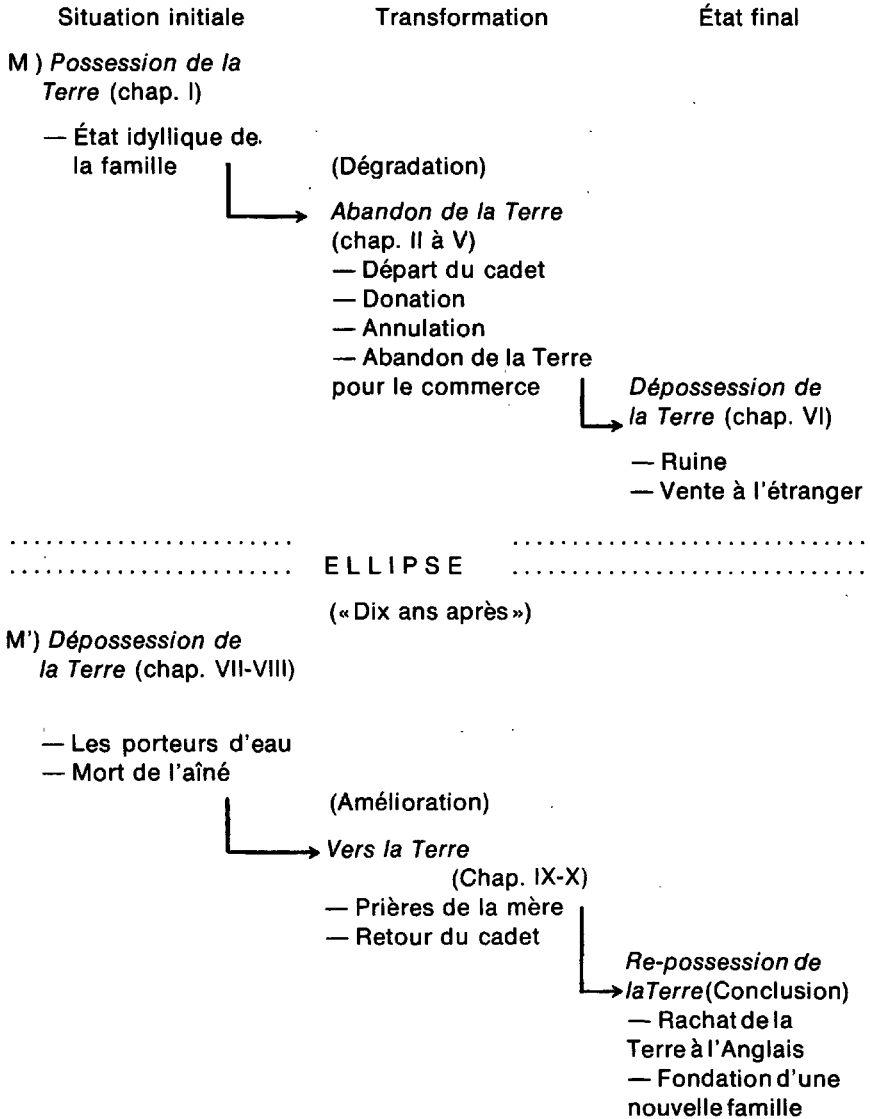 Situation initiale Transformation État final
M ) Possession de la
Terre (chap. I)
— État idyllique de
la famille (Dégradation)
Abandon de la Terre
(chap. II à V)
— Départ du cadet
— Donation
— Annulation
— Abandon de la Terre
pour le commerce
Dépossession de
la Terre (chap. VI)
— Ruine
— Vente à l'étranger
ELLIPSE
(« Dix ans après »)
M') Dépossession de
la Terre (chap. VII-VIII)
— Les porteurs d'eau
— Mort de l'aîné
(Amélioration)
Vers la Terre
(Chap. IX-X)
— Prières de la mère
— Retour du cadet
Re-possession de
la Terre (Conclusion)
— Rachat de la
Terre à l'Anglais
— Fondation d'une
nouvelle famille